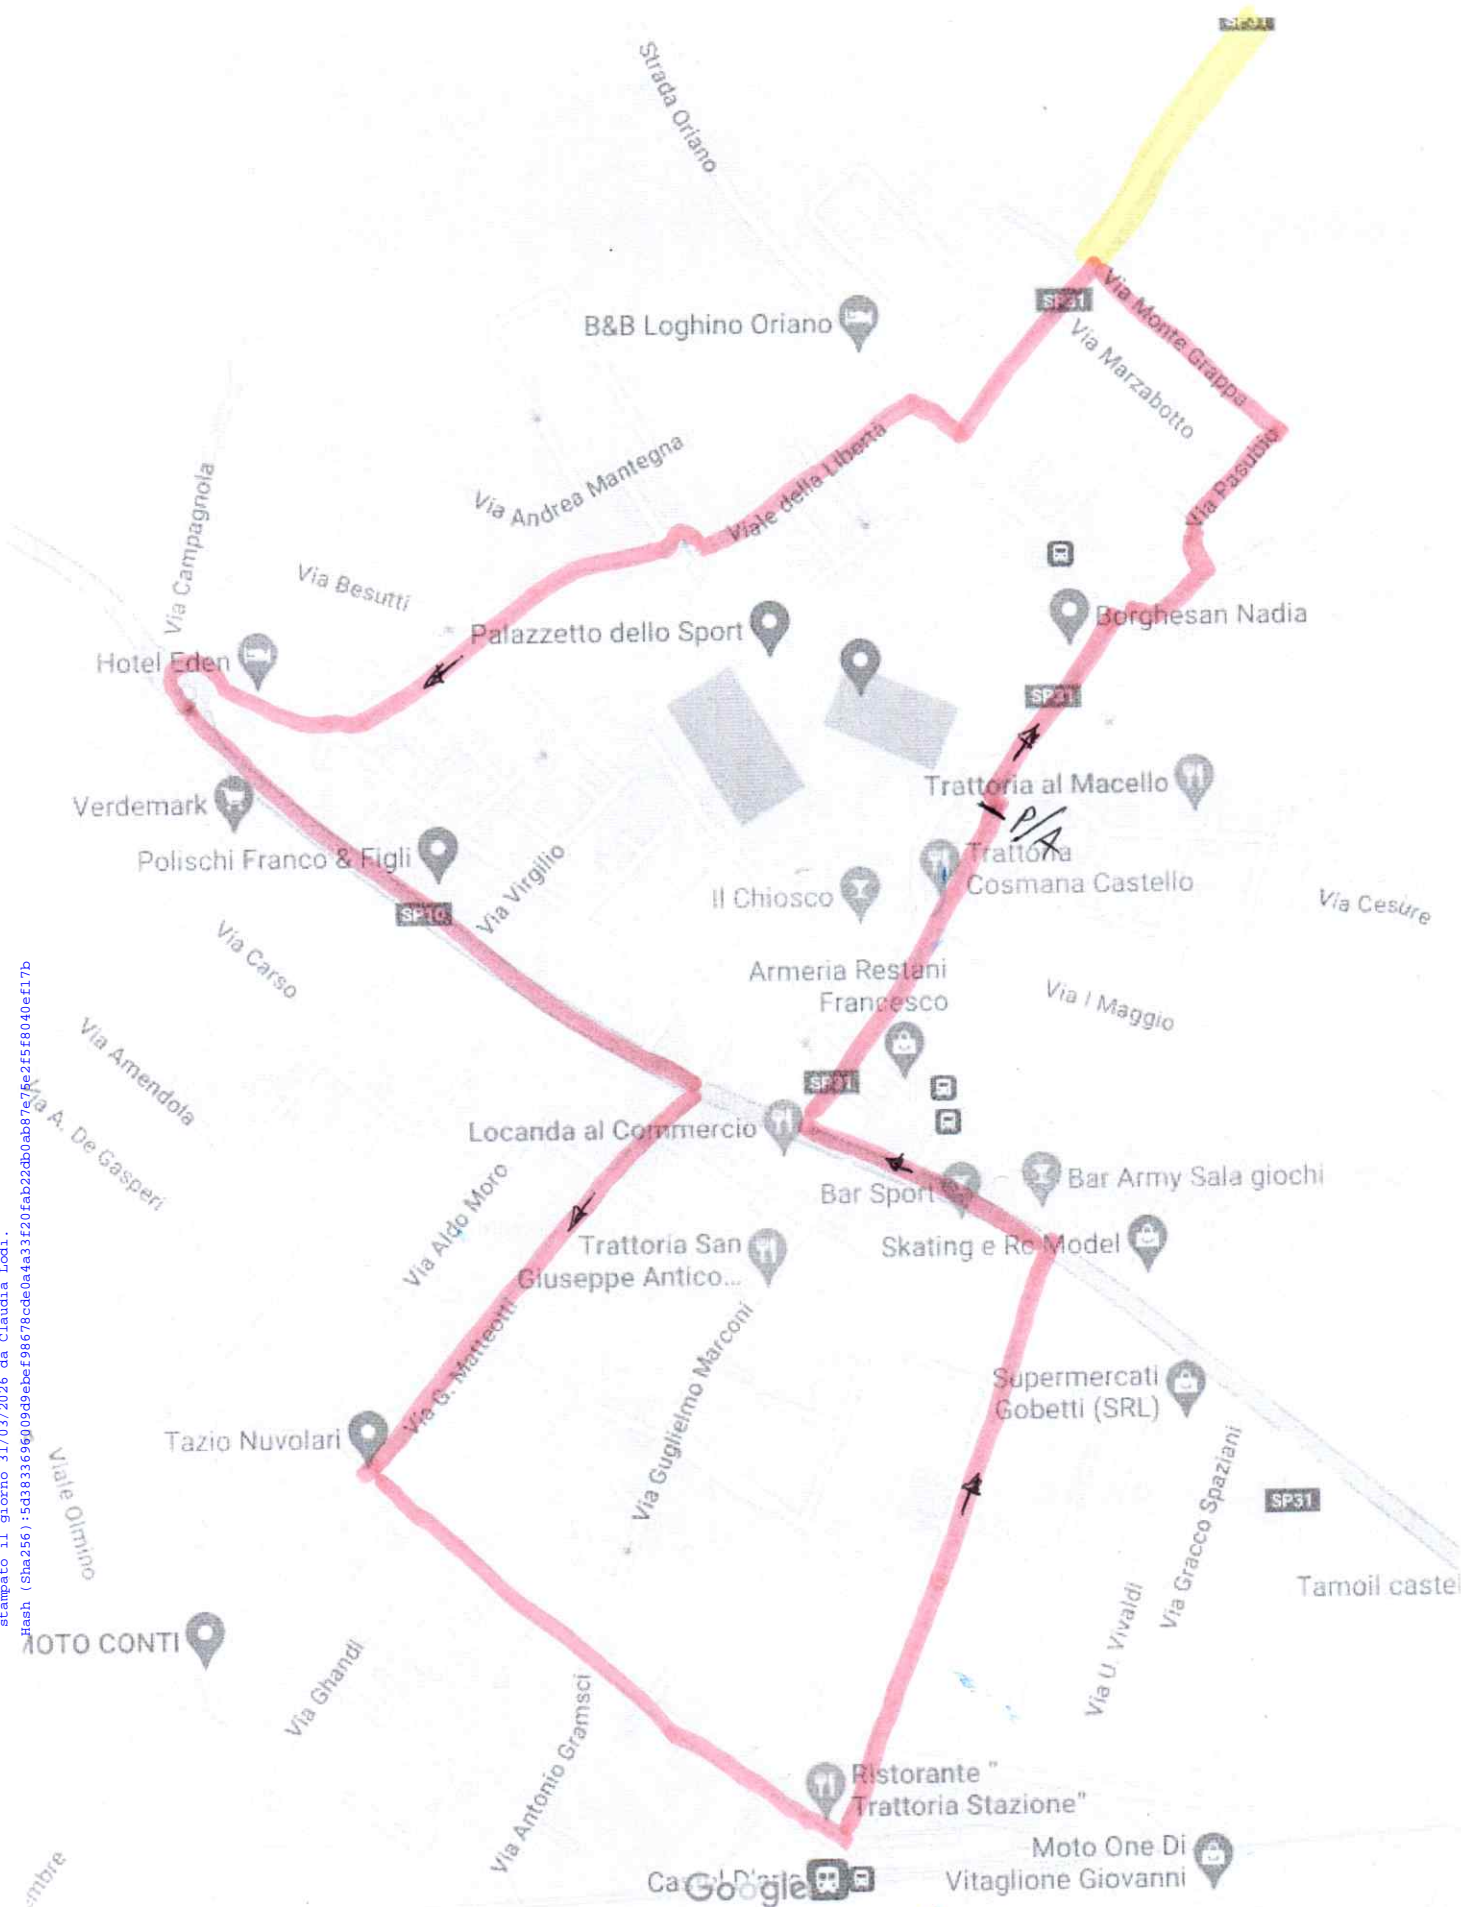 SP31
Strada Oriano
SP31
Via Monte Grappa
B&B Loghino Oriano
Via Marzabotto
Viale della Libertà
Via Andrea Mantegna
Via Pasubio
Via Campagnola
Via Besutti
Borghesan Nadia
Palazzetto dello Sport
Hotel Eden
SP31
Trattoria al Macello
Verdemark
P/A
Polischi Franco & Figli
Trattoria
Cosmana Castello
Il Chiosco
Via Cesure
SP10
Via Virgilio
Via Carso
Armeria Restani
Francesco
Via I Maggio
Via Amendola
SP31
Via A. De Gasperi
Locanda al Commercio
Bar Army Sala giochi
Bar Sport
Via Aldo Moro
Trattoria San
Giuseppe Antico...
Skating e Rc Model
Via G. Matteotti
Via Guglielmo Marconi
Supermercati
Gobetti (SRL)
Tazio Nuvolari
Via Gracco Spaziani
Viale Olmino
SP31
Tamoil castel
Via U. Vivaldi
MOTO CONTI
Via Ghandi
Via Antonio Gramsci
Ristorante "
Trattoria Stazione"
Moto One Di
Vitaglione Giovanni
Castel D'ario
Google
embre
stampato il giorno 31/03/2026 da Claudia Lodi.
Hash (Sha256):5d3833696009d9ebef98678cde0a4a33f20fab22db0ab87e75e2f5f8040ef17b